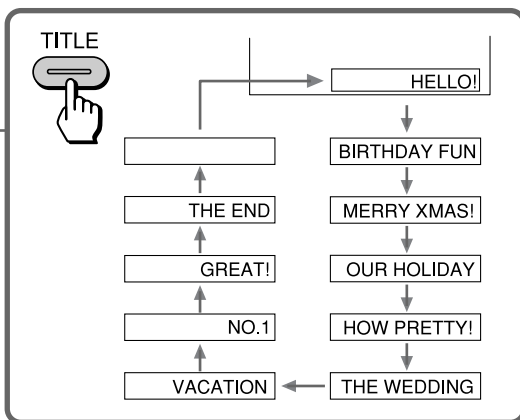 TITLE
HELLO!
BIRTHDAY FUN
MERRY XMAS!
OUR HOLIDAY
HOW PRETTY!
THE WEDDING
VACATION
NO.1
GREAT!
THE END